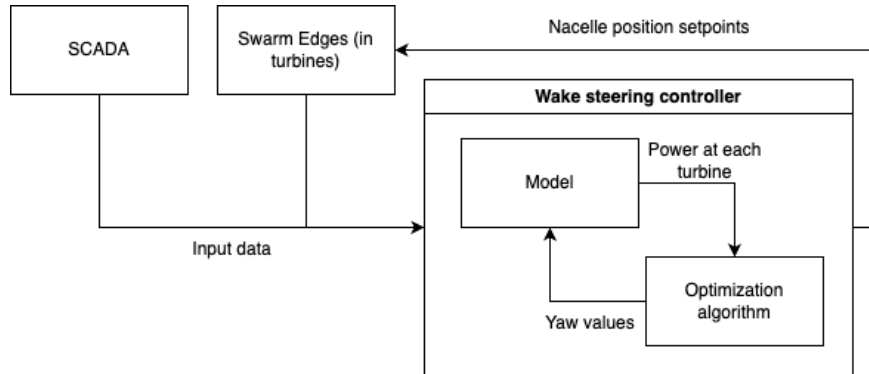 SCADA
Swarm Edges (in
turbines)
Nacelle position setpoints
Wake steering controller
Model
Power at each
turbine
Input data
Optimization
algorithm
Yaw values